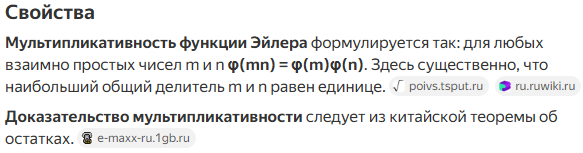 Свойства
Мультипликативность функции Эйлера формулируется так: для любых
взаимно простых чисел m и n φ(mn) = φ(m)φ(n). Здесь существенно, что
наибольший общий делитель m и n равен единице. poivs.tsput.ru ru.ruwiki.ru
Доказательство мультипликативности следует из китайской теоремы об
остатках. e-maxx-ru.1gb.ru